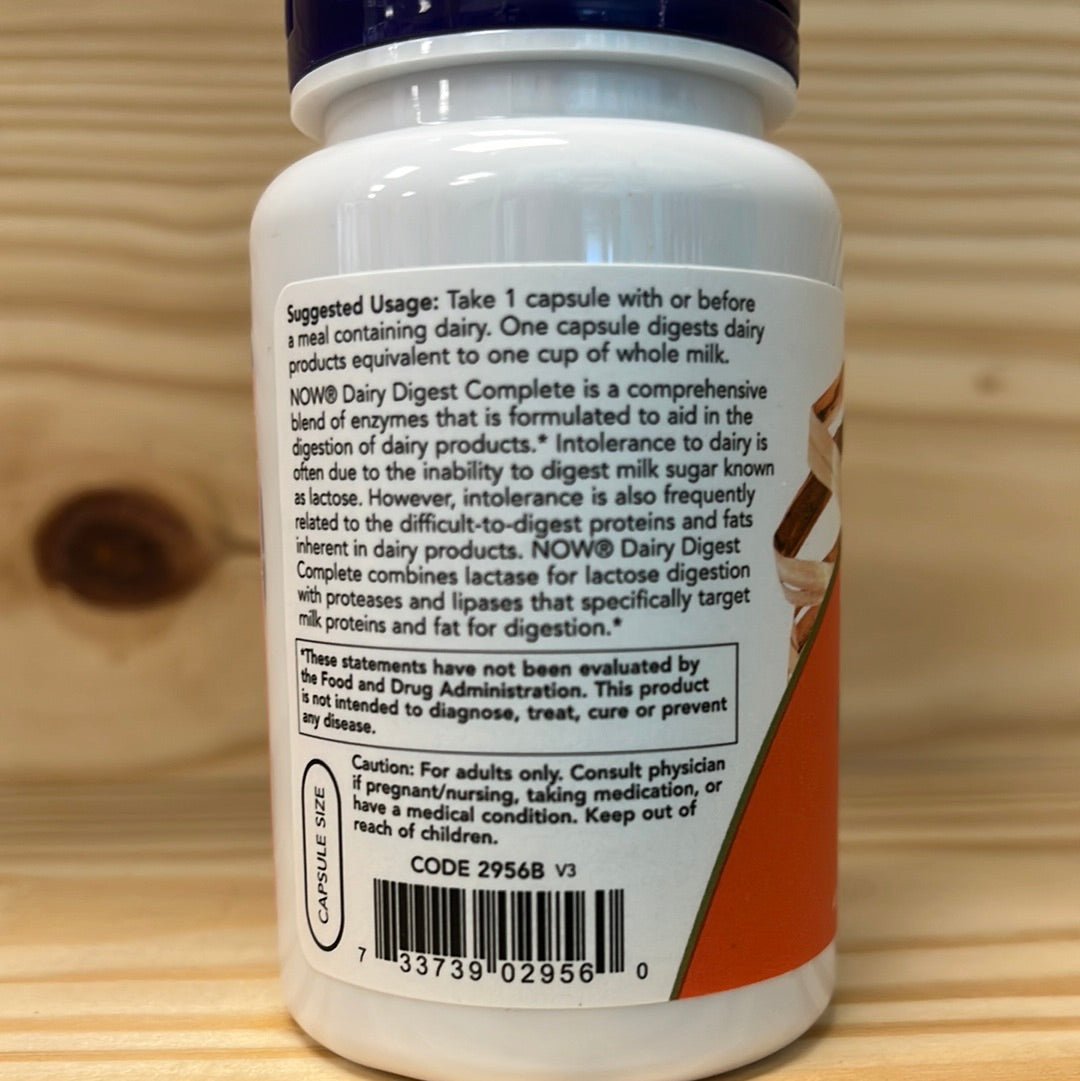 Suggested Usage: Take 1 capsule with or before
a meal containing dairy. One capsule digests dairy
products equivalent to one cup of whole milk.
NOW® Dairy Digest Complete is a comprehensive
blend of enzymes that is formulated to aid in the
digestion of dairy products.* Intolerance to dairy is
often due to the inability to digest milk sugar known
as lactose. However, intolerance is also frequently
related to the difficult-to-digest proteins and fats
inherent in dairy products. NOW® Dairy Digest
Complete combines lactase for lactose digestion
with proteases and lipases that specifically target
milk proteins and fat for digestion.*
*These statements have not been evaluated by
the Food and Drug Administration. This product
is not intended to diagnose, treat, cure or prevent
any disease.
CAPSULE SIZE
Caution: For adults only. Consult physician
if pregnant/nursing, taking medication, or
have a medical condition. Keep out of
reach of children.
CODE 2956B V3
7 33739 02956 0